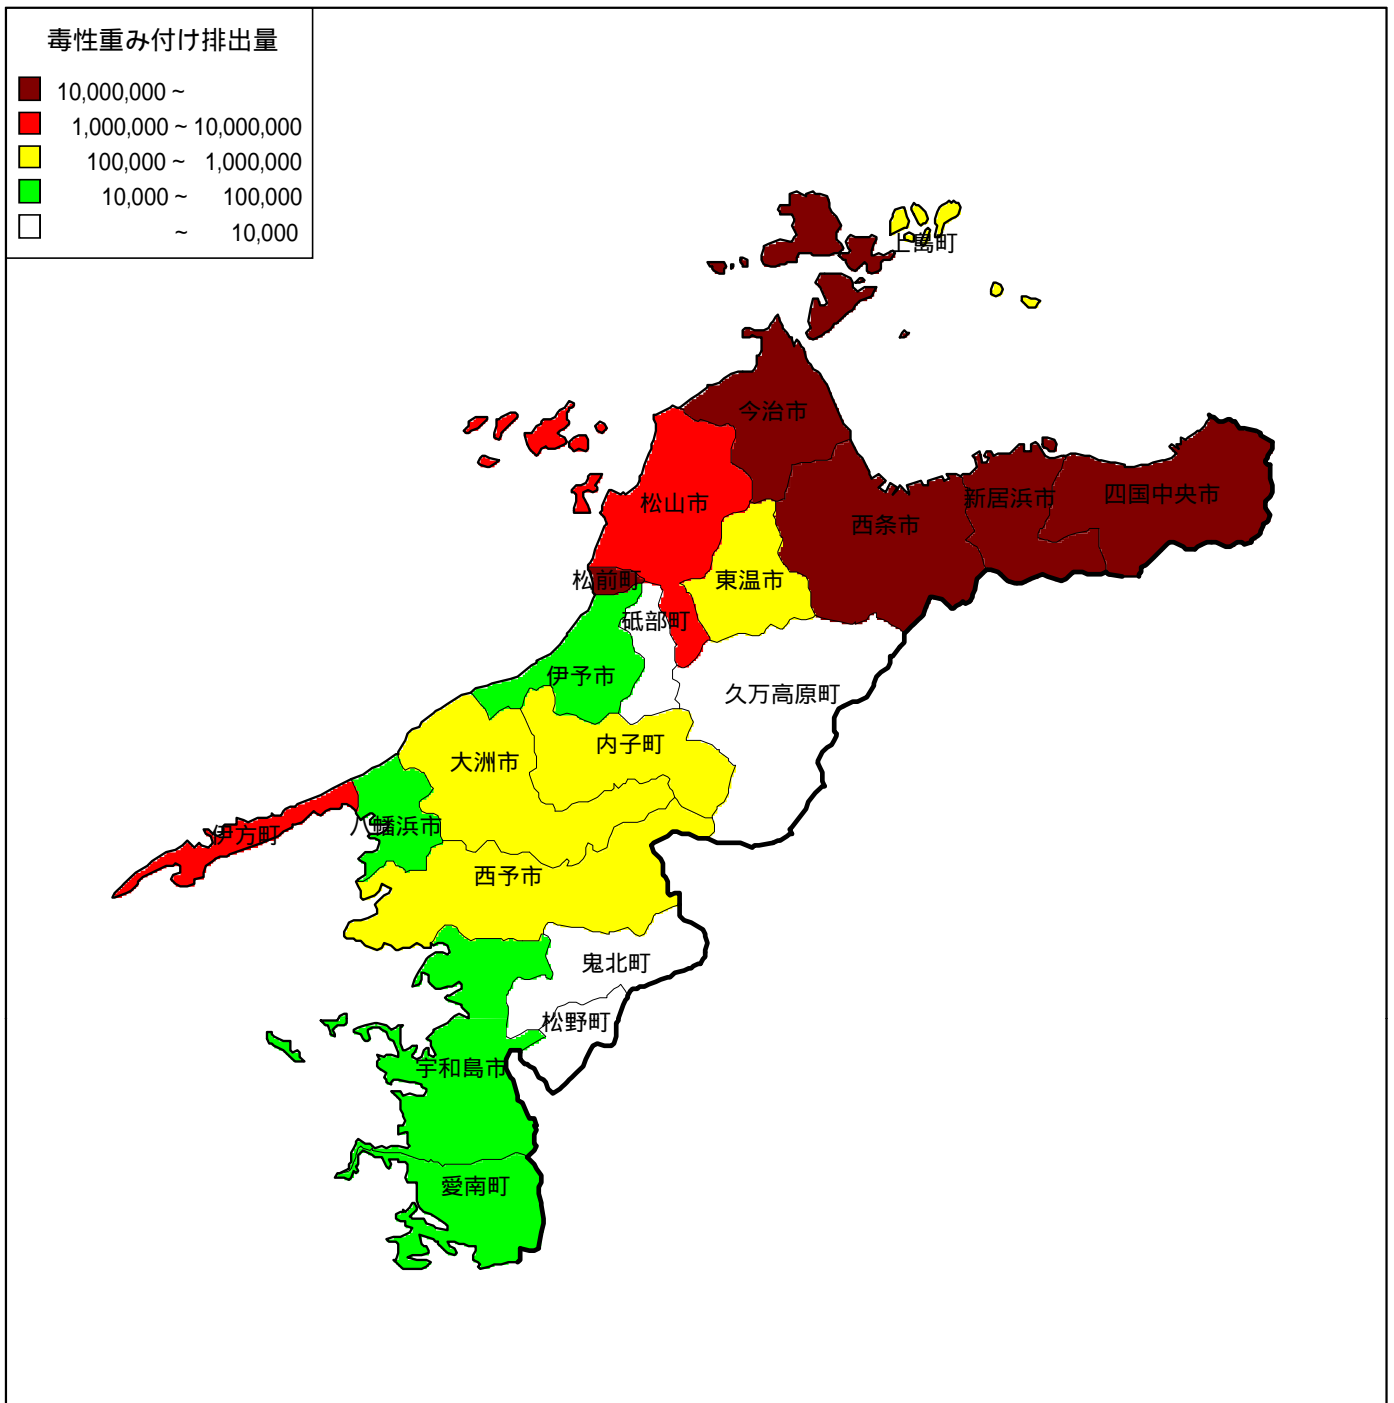 毒性重み付け排出量
10,000,000 ~
1,000,000 ~ 10,000,000
100,000 ~ 1,000,000
10,000 ~ 100,000
~ 10,000
上島町
今治市
四国中央市
新居浜市
松山市
西条市
松前町
東温市
砥部町
伊予市
久万高原町
内子町
大洲市
八幡浜市
伊方町
西予市
鬼北町
松野町
宇和島市
愛南町